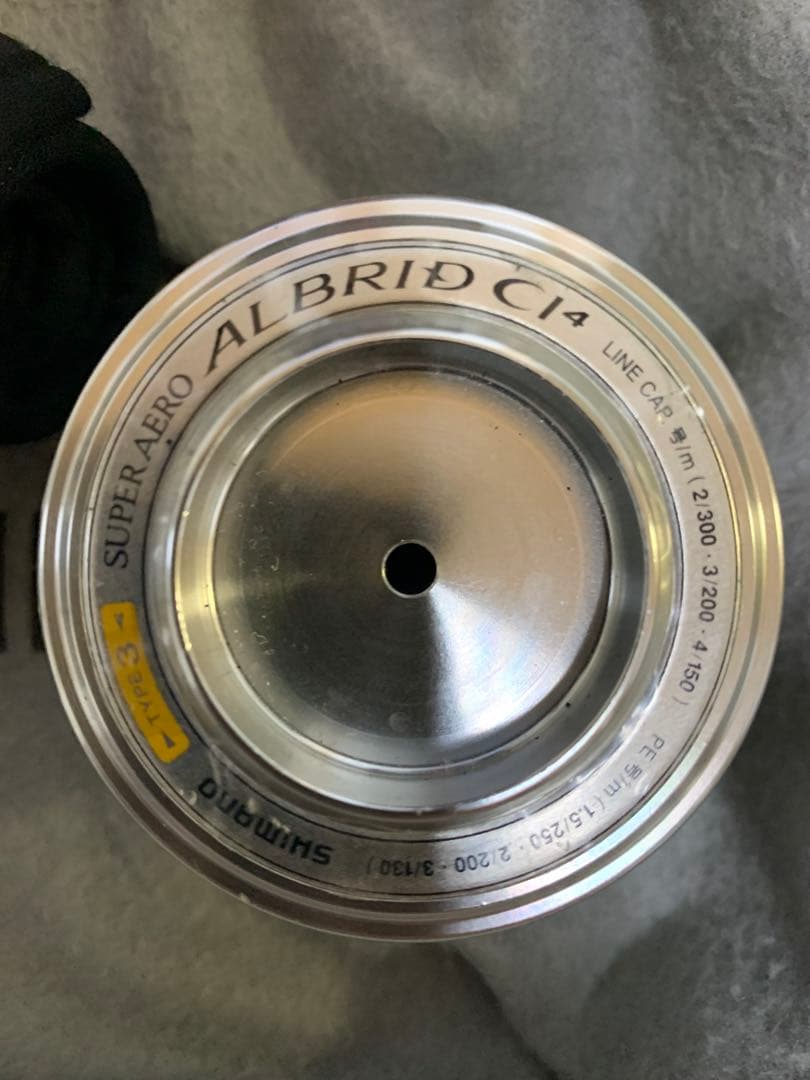 SUPER AERO ALBRID CI4
LINE CAP. 号/m (2/300・3/200・4/150)
PE 号/m (1.5/250・2/200・3/130)
SHIMANO
TYPE 3